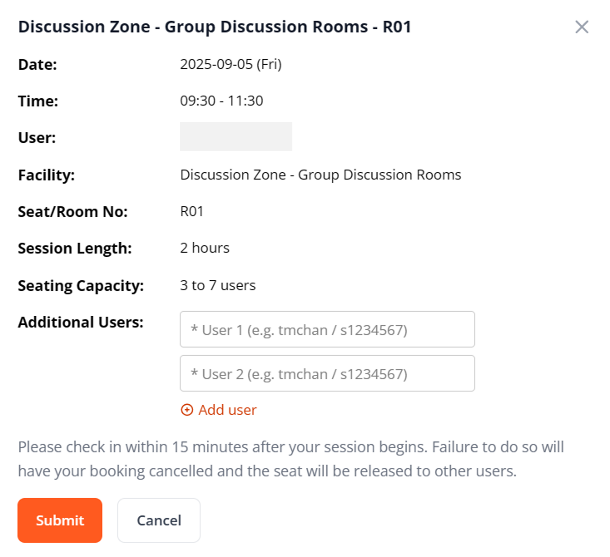 Discussion Zone - Group Discussion Rooms - R01
Date: 2025-09-05 (Fri)
Time: 09:30 - 11:30
User:
Facility: Discussion Zone - Group Discussion Rooms
Seat/Room No: R01
Session Length: 2 hours
Seating Capacity: 3 to 7 users
Additional Users: * User 1 (e.g. tmchan / s1234567)
* User 2 (e.g. tmchan / s1234567)
Add user
Please check in within 15 minutes after your session begins. Failure to do so will
have your booking cancelled and the seat will be released to other users.
Submit Cancel